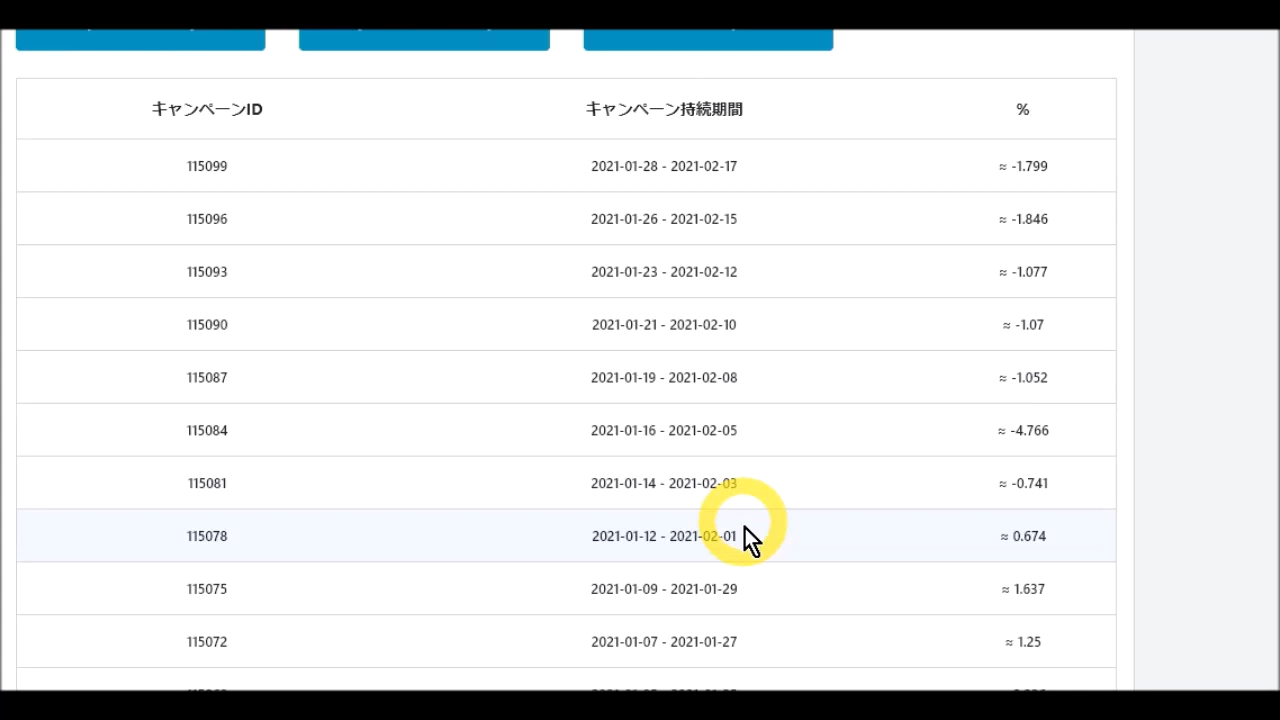 キャンペーンID キャンペーン持続期間 %
115099 2021-01-28 - 2021-02-17 ≈ -1.799
115096 2021-01-26 - 2021-02-15 ≈ -1.846
115093 2021-01-23 - 2021-02-12 ≈ -1.077
115090 2021-01-21 - 2021-02-10 ≈ -1.07
115087 2021-01-19 - 2021-02-08 ≈ -1.052
115084 2021-01-16 - 2021-02-05 ≈ -4.766
115081 2021-01-14 - 2021-02-03 ≈ -0.741
115078 2021-01-12 - 2021-02-01 ≈ 0.674
115075 2021-01-09 - 2021-01-29 ≈ 1.637
115072 2021-01-07 - 2021-01-27 ≈ 1.25